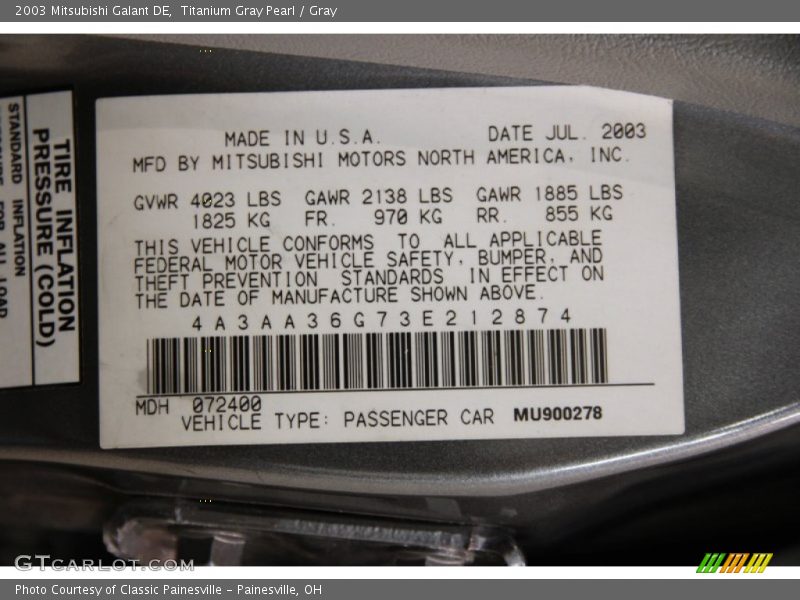 2003 Mitsubishi Galant DE, Titanium Gray Pearl / Gray
TIRE INFLATION
PRESSURE (COLD)
STANDARD INFLATION
FOR ALL LOAD
MADE IN U.S.A. DATE JUL. 2003
MFD BY MITSUBISHI MOTORS NORTH AMERICA, INC.
GVWR 4023 LBS GAWR 2138 LBS GAWR 1885 LBS
1825 KG FR. 970 KG RR. 855 KG
THIS VEHICLE CONFORMS TO ALL APPLICABLE
FEDERAL MOTOR VEHICLE SAFETY, BUMPER, AND
THEFT PREVENTION STANDARDS IN EFFECT ON
THE DATE OF MANUFACTURE SHOWN ABOVE.
4A3AA36G73E212874
MDH 072400
VEHICLE TYPE: PASSENGER CAR MU900278
GTCARLOT.COM
Photo Courtesy of Classic Painesville - Painesville, OH